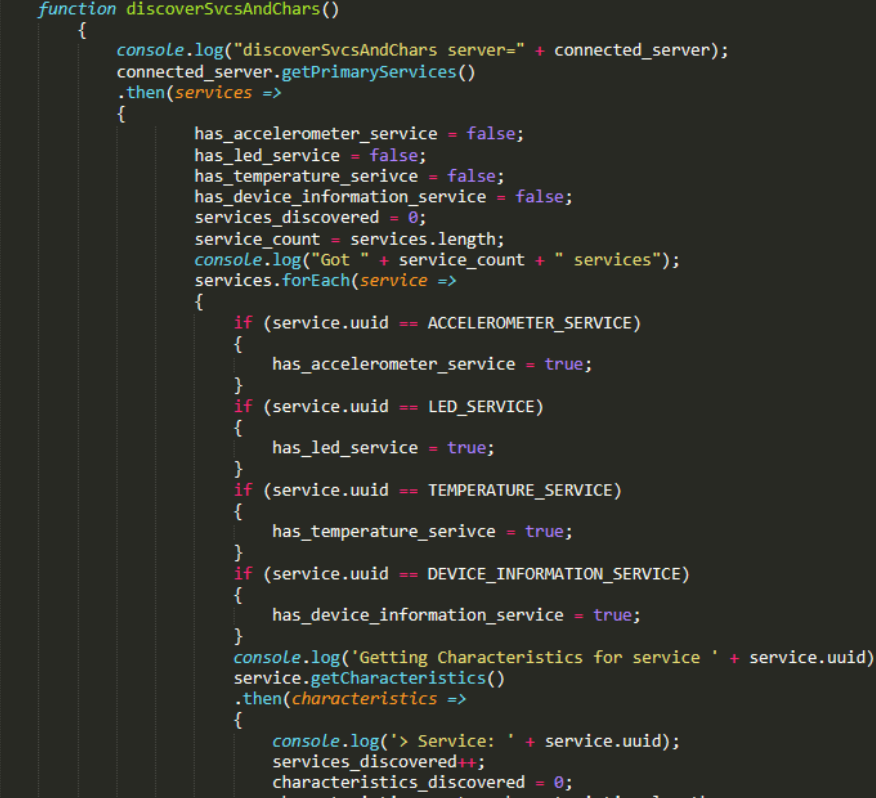 function discoverSvcsAndChars()
{
console.log("discoverSvcsAndChars server=" + connected_server);
connected_server.getPrimaryServices()
.then(services =>
{
has_accelerometer_service = false;
has_led_service = false;
has_temperature_serivce = false;
has_device_information_service = false;
services_discovered = 0;
service_count = services.length;
console.log("Got " + service_count + " services");
services.forEach(service =>
{
if (service.uuid == ACCELEROMETER_SERVICE)
{
has_accelerometer_service = true;
}
if (service.uuid == LED_SERVICE)
{
has_led_service = true;
}
if (service.uuid == TEMPERATURE_SERVICE)
{
has_temperature_serivce = true;
}
if (service.uuid == DEVICE_INFORMATION_SERVICE)
{
has_device_information_service = true;
}
console.log('Getting Characteristics for service ' + service.uuid)
service.getCharacteristics()
.then(characteristics =>
{
console.log('> Service: ' + service.uuid);
services_discovered++;
characteristics_discovered = 0;